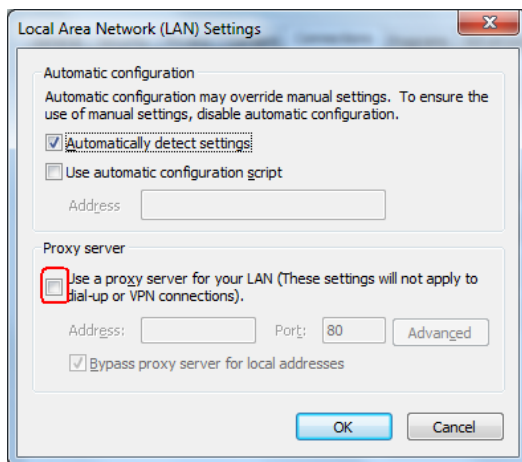 Local Area Network (LAN) Settings
Automatic configuration
Automatic configuration may override manual settings. To ensure the
use of manual settings, disable automatic configuration.
Automatically detect settings
Use automatic configuration script
Address
Proxy server
Use a proxy server for your LAN (These settings will not apply to
dial-up or VPN connections).
Address:
Port:
80
Advanced
Bypass proxy server for local addresses
OK
Cancel